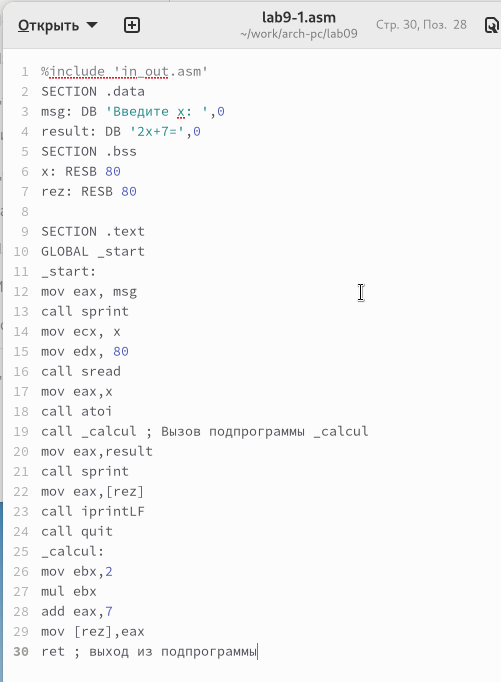 Открыть
lab9-1.asm
~/work/arch-pc/lab09
Стр. 30, Поз. 28
1 %include 'in_out.asm'
2 SECTION .data
3 msg: DB 'Введите x: ',0
4 result: DB '2x+7=',0
5 SECTION .bss
6 x: RESB 80
7 rez: RESB 80
8
9 SECTION .text
10 GLOBAL _start
11 _start:
12 mov eax, msg
13 call sprint
14 mov ecx, x
15 mov edx, 80
16 call sread
17 mov eax,x
18 call atoi
19 call _calcul ; Вызов подпрограммы _calcul
20 mov eax,result
21 call sprint
22 mov eax,[rez]
23 call iprintLF
24 call quit
25 _calcul:
26 mov ebx,2
27 mul ebx
28 add eax,7
29 mov [rez],eax
30 ret ; выход из подпрограммы